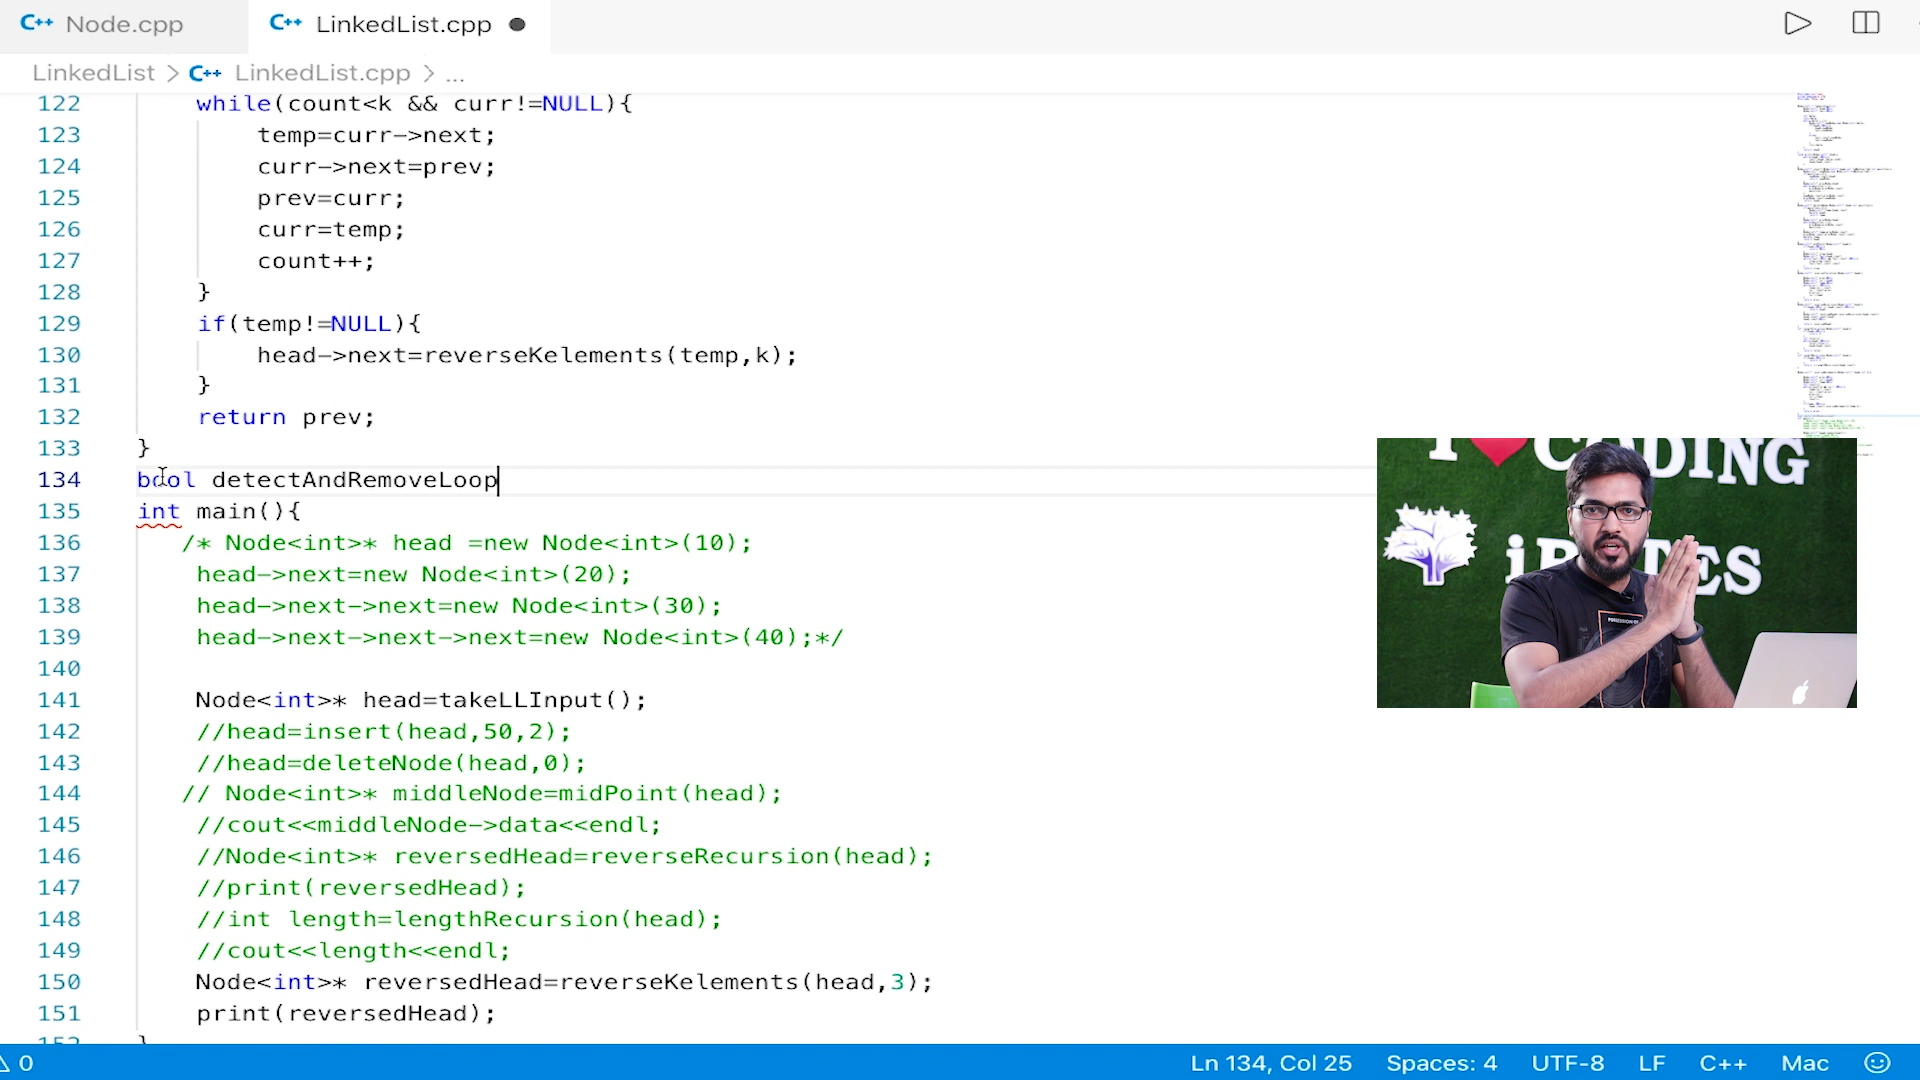 C++ Node.cpp
C++ LinkedList.cpp
LinkedList > C++ LinkedList.cpp > ...
122 while(count<k && curr!=NULL){
123 temp=curr->next;
124 curr->next=prev;
125 prev=curr;
126 curr=temp;
127 count++;
128 }
129 if(temp!=NULL){
130 head->next=reverseKelements(temp,k);
131 }
132 return prev;
133 }
134 bool detectAndRemoveLoop
135 int main(){
136 /* Node<int>* head =new Node<int>(10);
137 head->next=new Node<int>(20);
138 head->next->next=new Node<int>(30);
139 head->next->next->next=new Node<int>(40);*/
140
141 Node<int>* head=takeLLInput();
142 //head=insert(head,50,2);
143 //head=deleteNode(head,0);
144 // Node<int>* middleNode=midPoint(head);
145 //cout<<middleNode->data<<endl;
146 //Node<int>* reversedHead=reverseRecursion(head);
147 //print(reversedHead);
148 //int length=lengthRecursion(head);
149 //cout<<length<<endl;
150 Node<int>* reversedHead=reverseKelements(head,3);
151 print(reversedHead);
152 }
I CODING
0
Ln 134, Col 25
Spaces: 4
UTF-8
LF
C++
Mac